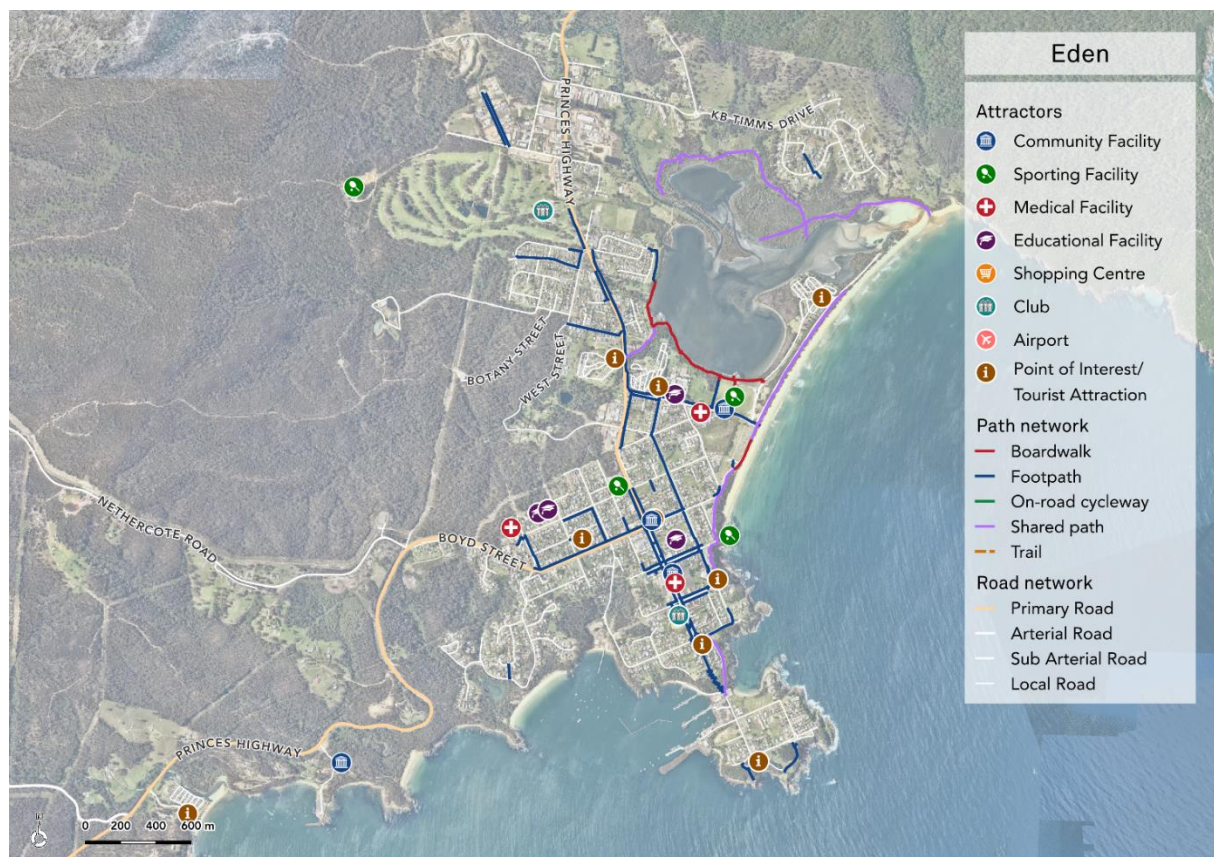 Eden
Attractors
Community Facility
Sporting Facility
Medical Facility
Educational Facility
Shopping Centre
Club
Airport
Point of Interest/
Tourist Attraction
Path network
Boardwalk
Footpath
On-road cycleway
Shared path
Trail
Road network
Primary Road
Arterial Road
Sub Arterial Road
Local Road
PRINCES HIGHWAY
KB TIMMS DRIVE
BOTANY STREET
WEST STREET
NETHERCOTE ROAD
BOYD STREET
PRINCES HIGHWAY
0 200 400 600 m